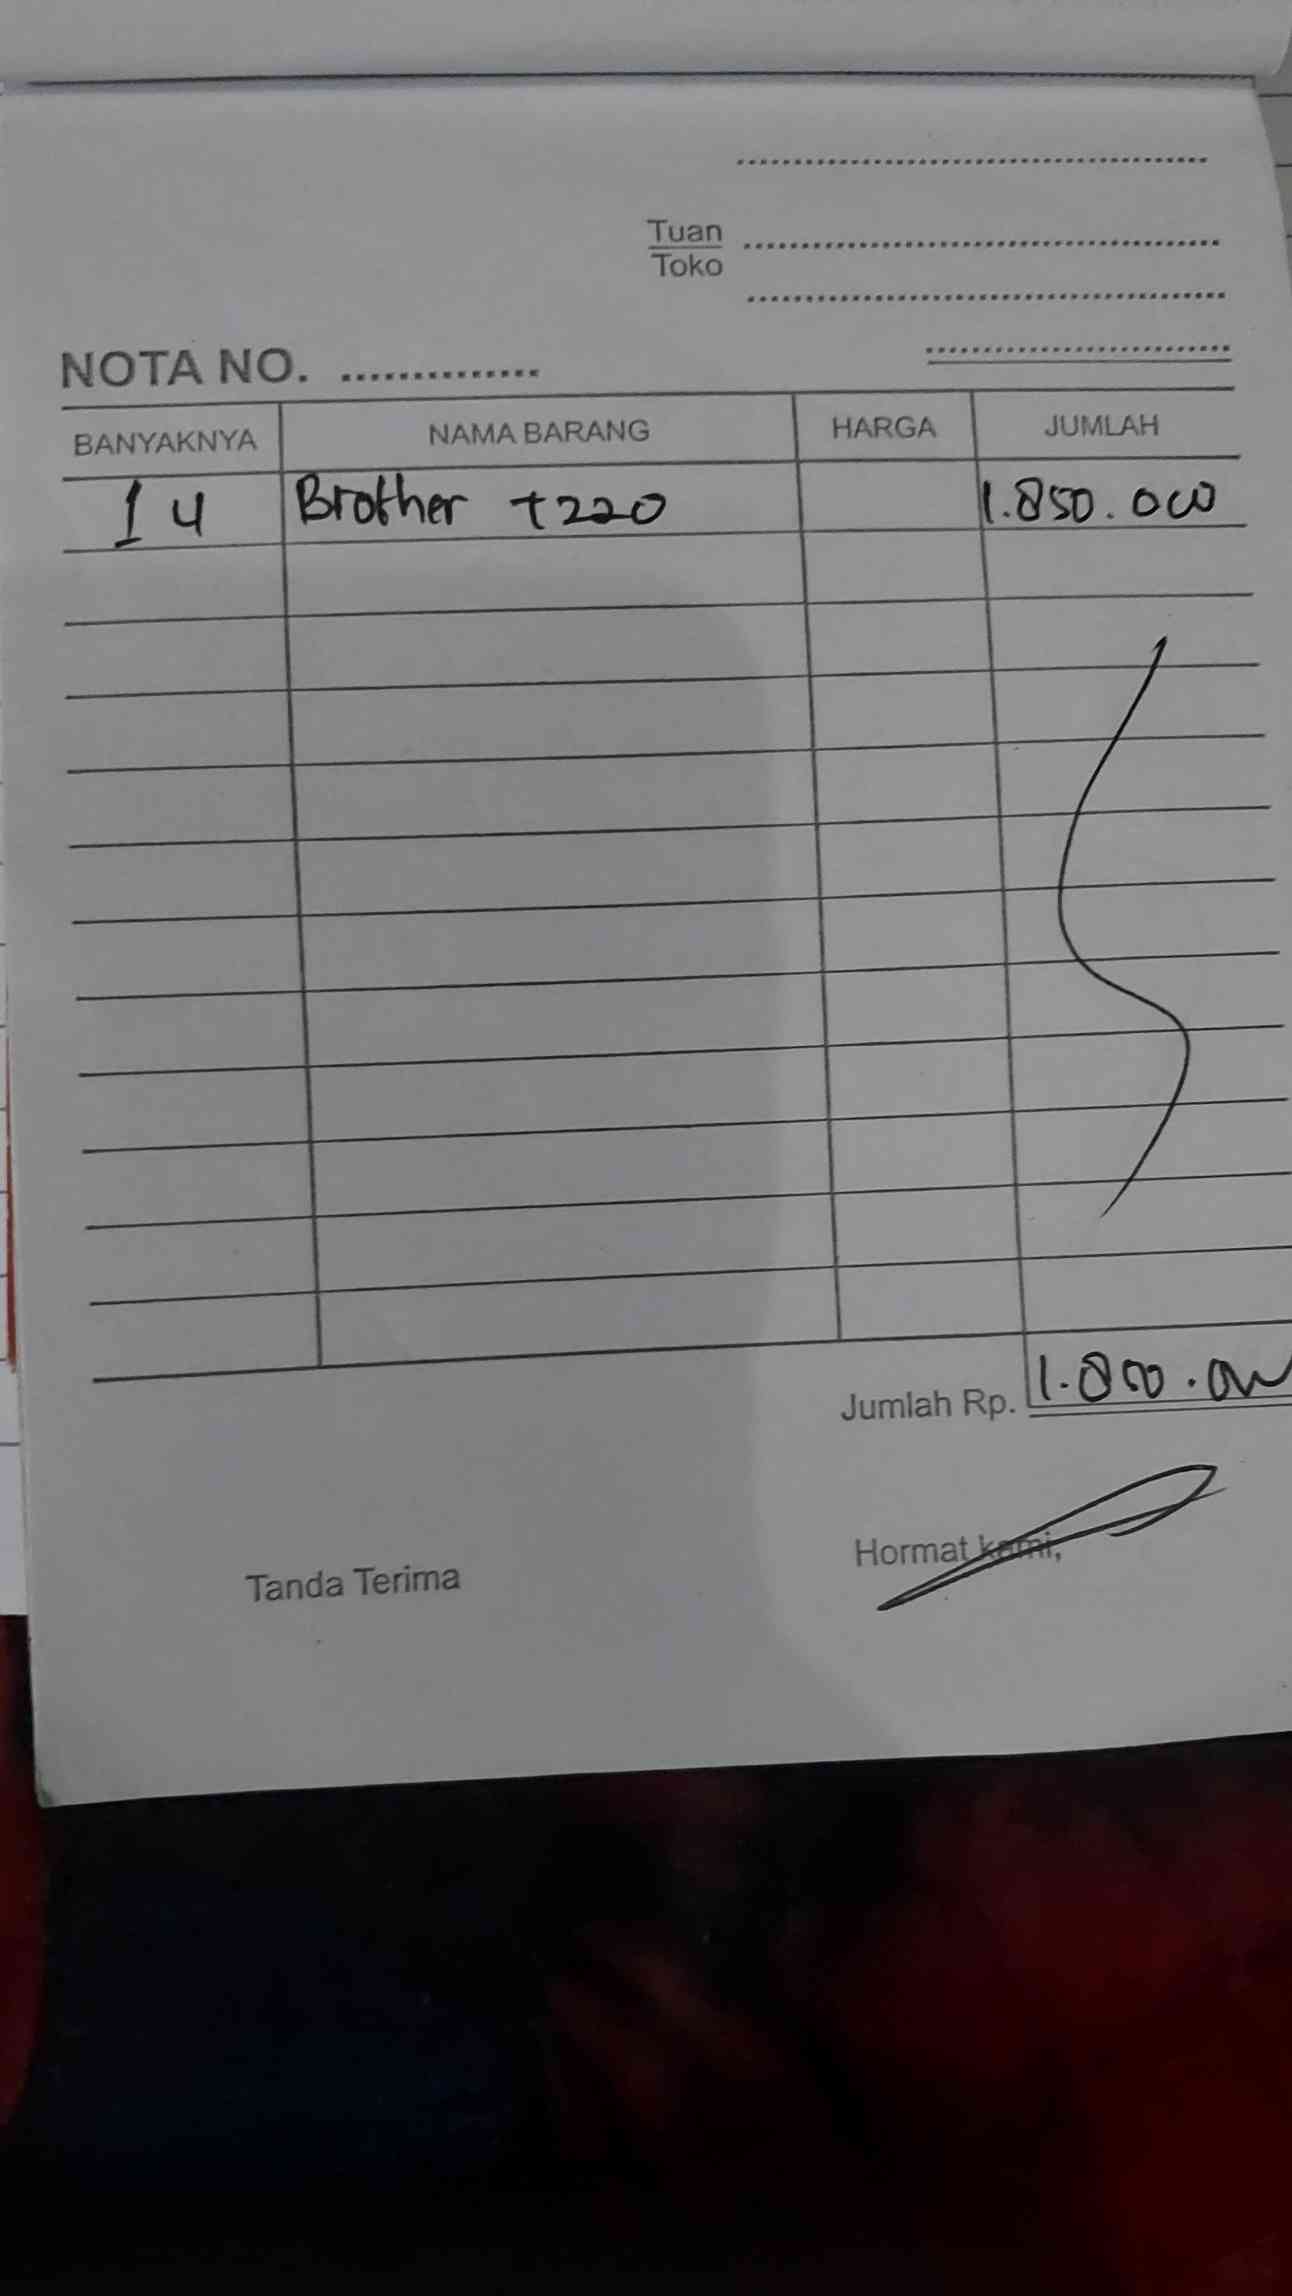 Tuan
Toko
NOTA NO. ..............
BANYAKNYA NAMA BARANG HARGA JUMLAH
1 u Brother t220 1.850.000
Jumlah Rp. 1.850.000
Hormat kami,
Tanda Terima